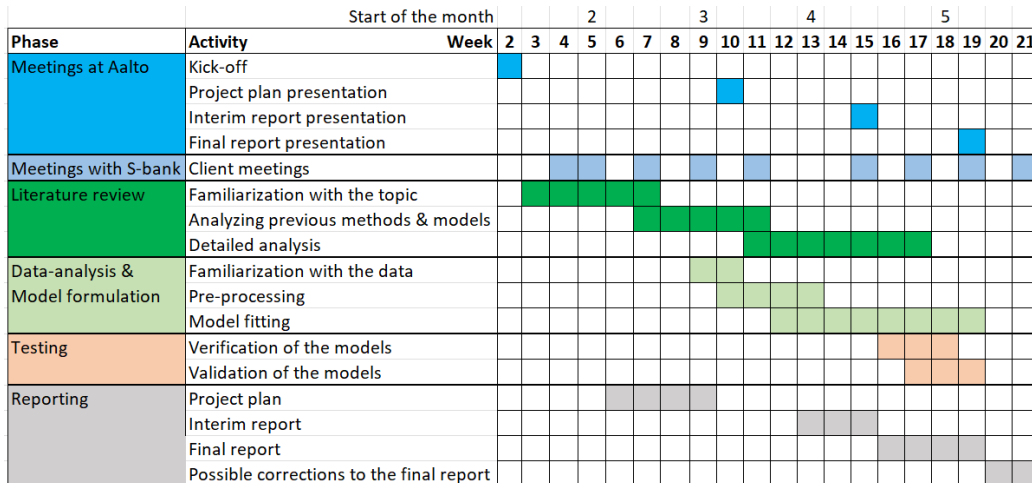 Start of the month 2 3 4 5
Phase Activity Week 2 3 4 5 6 7 8 9 10 11 12 13 14 15 16 17 18 19 20 21
Meetings at Aalto Kick-off
Project plan presentation
Interim report presentation
Final report presentation
Meetings with S-bank Client meetings
Literature review Familiarization with the topic
Analyzing previous methods & models
Detailed analysis
Data-analysis & Familiarization with the data
Model formulation Pre-processing
Model fitting
Testing Verification of the models
Validation of the models
Reporting Project plan
Interim report
Final report
Possible corrections to the final report